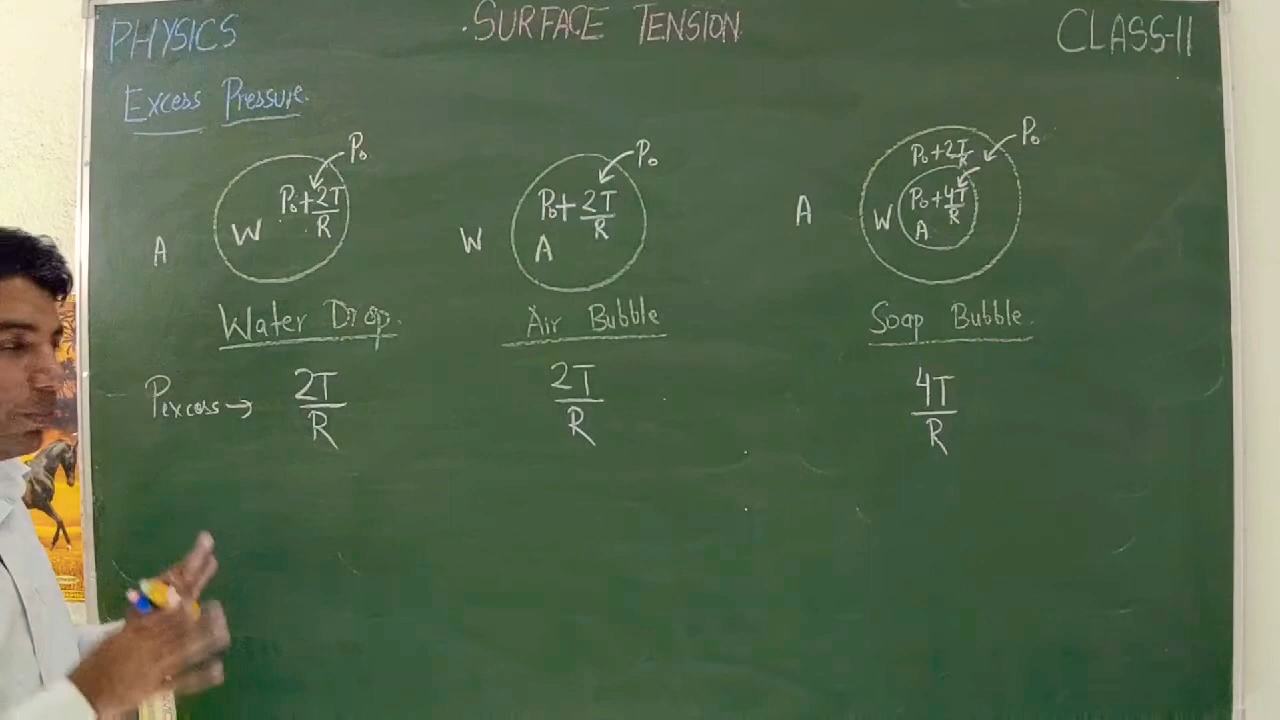 PHYSICS
SURFACE TENSION
CLASS-11
Excess Pressure.
P₀
P₀+2T/R
W
A
Water Drop.
P₀
P₀+2T/R
W
A
Air Bubble
P₀
P₀+2T/R
P₀+4T/R
A
W
A
Soap Bubble.
Pexcess→
2T/R
2T/R
4T/R